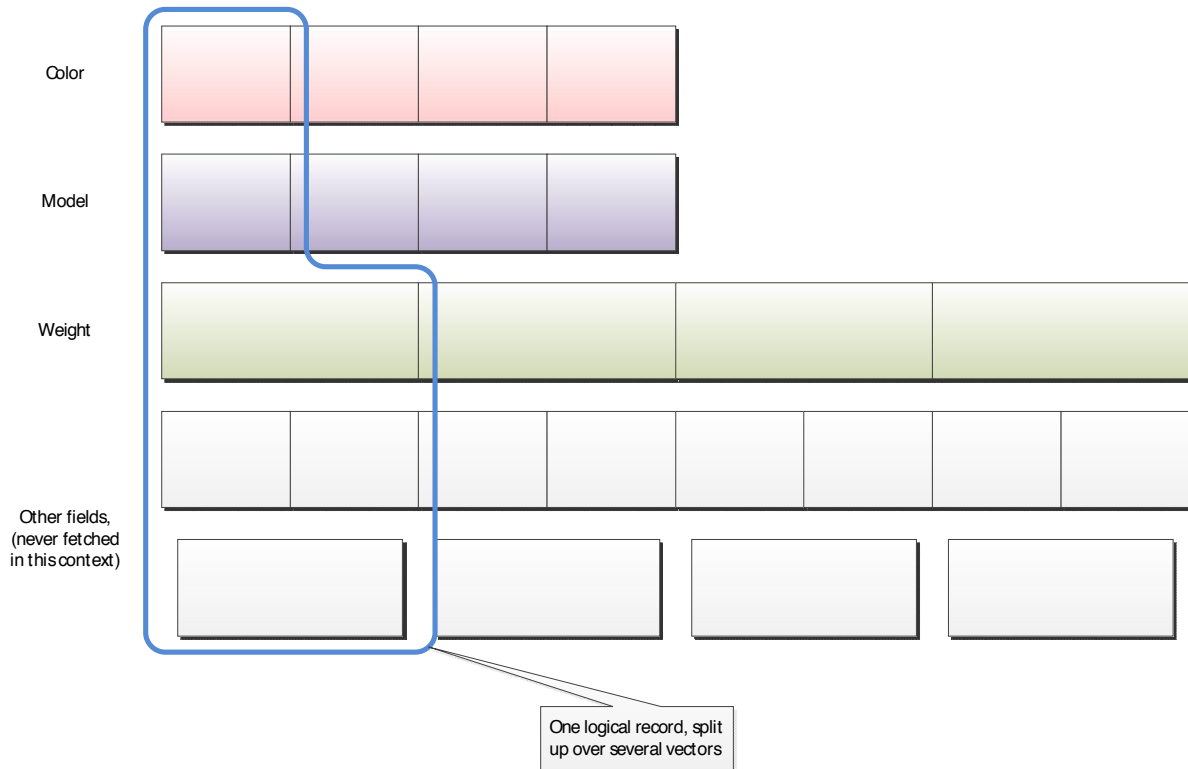 Color
Model
Weight
Other fields,
(never fetched
in this context)
One logical record, split
up over several vectors